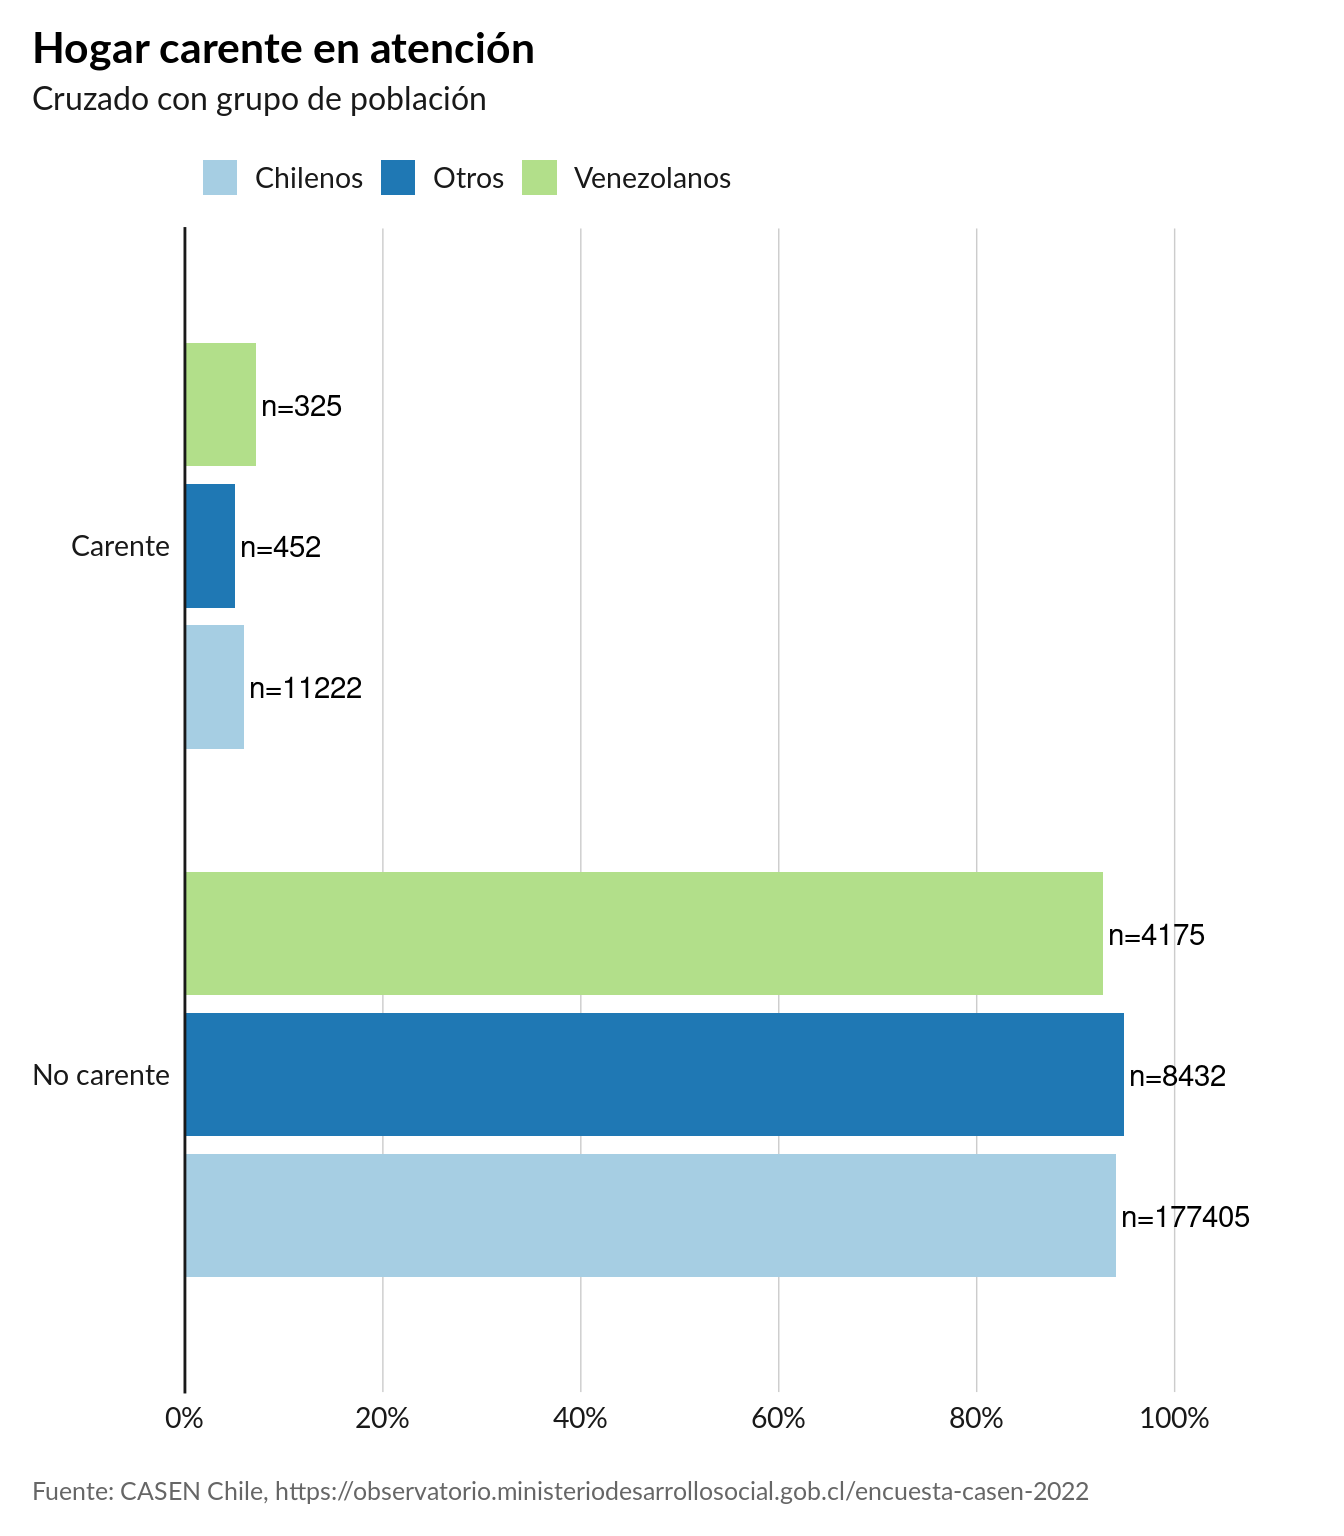 Hogar carente en atención
Cruzado con grupo de población
Chilenos Otros Venezolanos
n=325
Carente n=452
n=11222
n=4175
No carente n=8432
n=177405
0% 20% 40% 60% 80% 100%
Fuente: CASEN Chile, https://observatorio.ministeriodesarrollosocial.gob.cl/encuesta-casen-2022